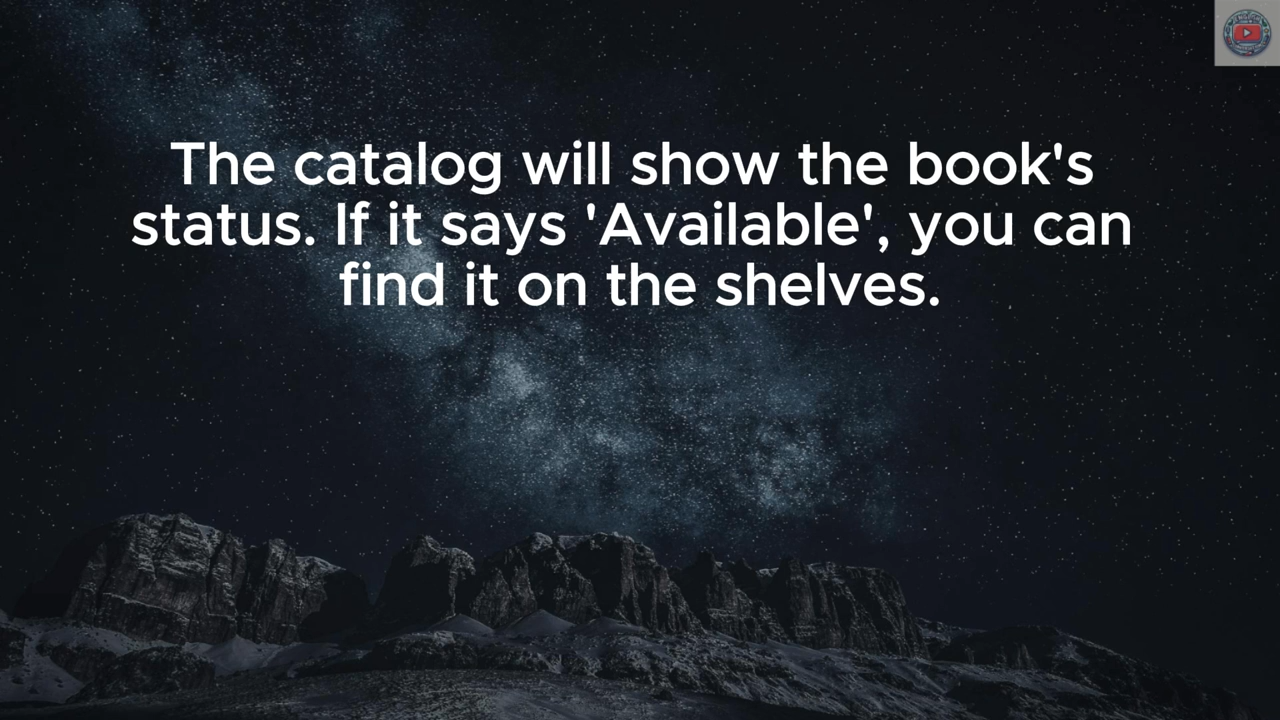 The catalog will show the book's
status. If it says 'Available', you can
find it on the shelves.